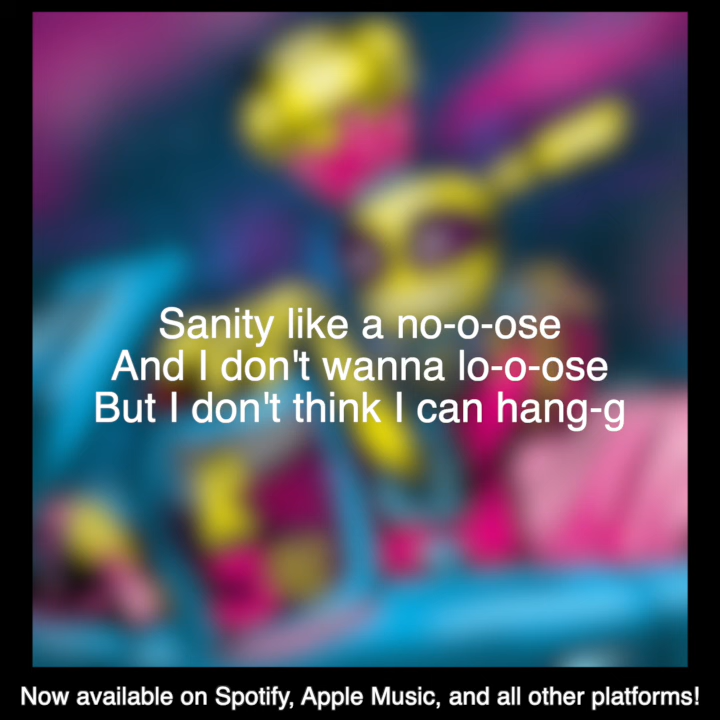 Sanity like a no-o-ose
And I don't wanna lo-o-ose
But I don't think I can hang-g
Now available on Spotify, Apple Music, and all other platforms!